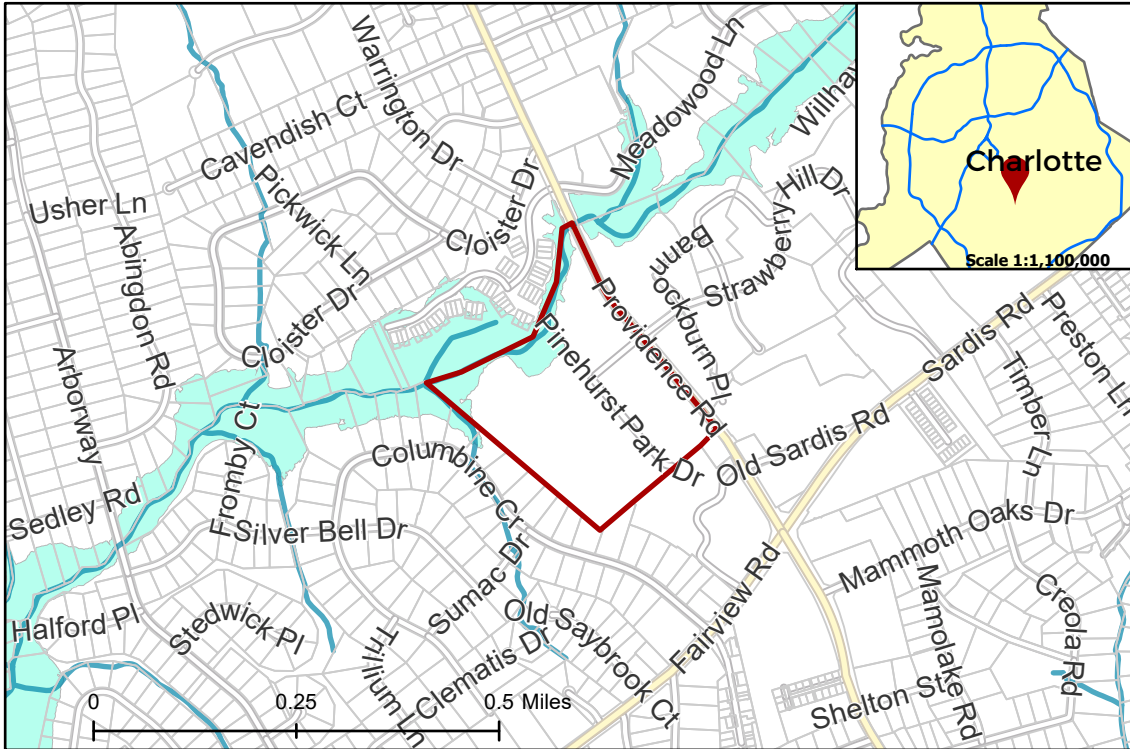 Warrington Dr
Meadowood Ln
Willhav
Cavendish Ct
Charlotte
Scale 1:1,100,000
Usher Ln
Abingdon Rd
Pickwick Ln
Cloister Dr
Strawberry Hill Dr
Bannockburn Pl
Cloister Dr
Providence Rd
Pinehurst Park Dr
Sardis Rd
Preston Ln
Timber Ln
Arborway
Old Sardis Rd
Columbine Cr
Fromby Ct
Sedley Rd
Silver Bell Dr
Sumac Dr
Mammoth Oaks Dr
Fairview Rd
Mamolake Rd
Creola Rd
Halford Pl
Stedwick Pl
Old Saybrook Ct
Trillium Ln
Clematis Dr
Shelton St
0 0.25 0.5 Miles